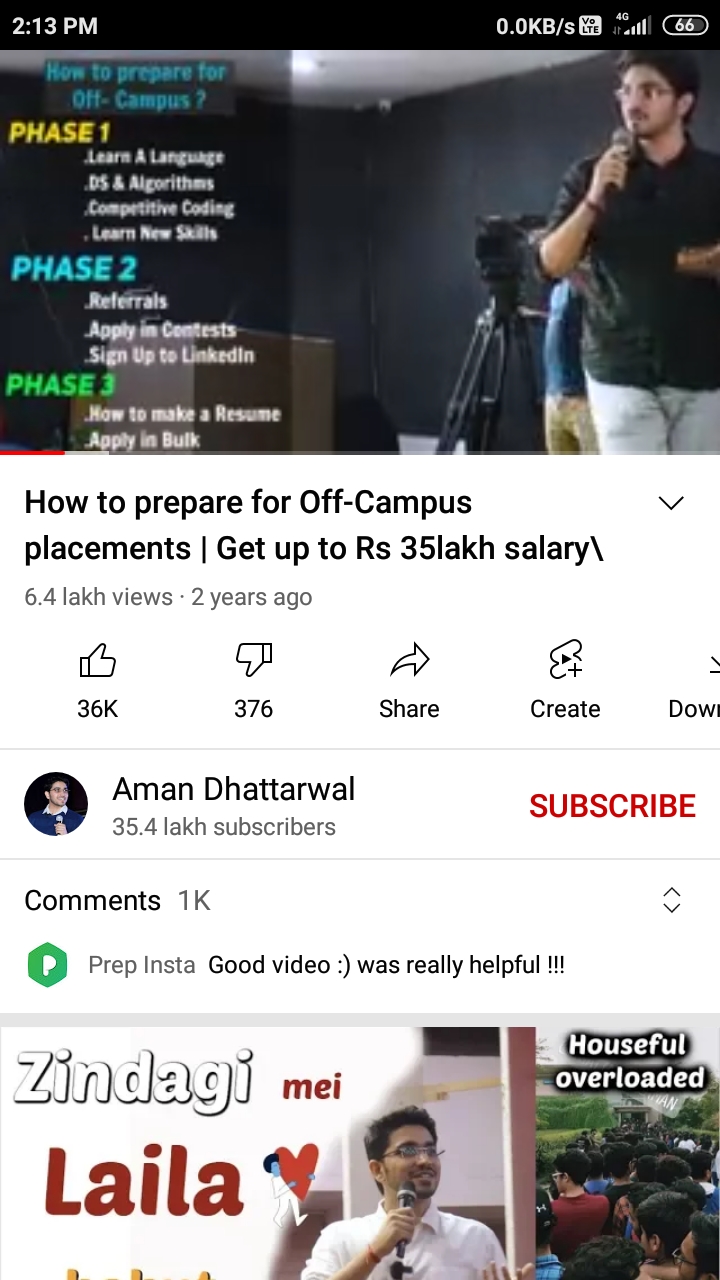 2:13 PM
0.0KB/s Vo LTE 4G 66
How to prepare for
Off- Campus ?
PHASE 1
.Learn A Language
.DS & Algorithms
.Competitive Coding
. Learn New Skills
PHASE 2
.Referrals
.Apply in Contests
.Sign Up to LinkedIn
PHASE 3
.How to make a Resume
.Apply in Bulk
How to prepare for Off-Campus
placements | Get up to Rs 35lakh salary\
6.4 lakh views · 2 years ago
36K
376
Share
Create
Down
Aman Dhattarwal
35.4 lakh subscribers
SUBSCRIBE
Comments 1K
Prep Insta Good video :) was really helpful !!!
Zindagi mei
Laila
Houseful
overloaded